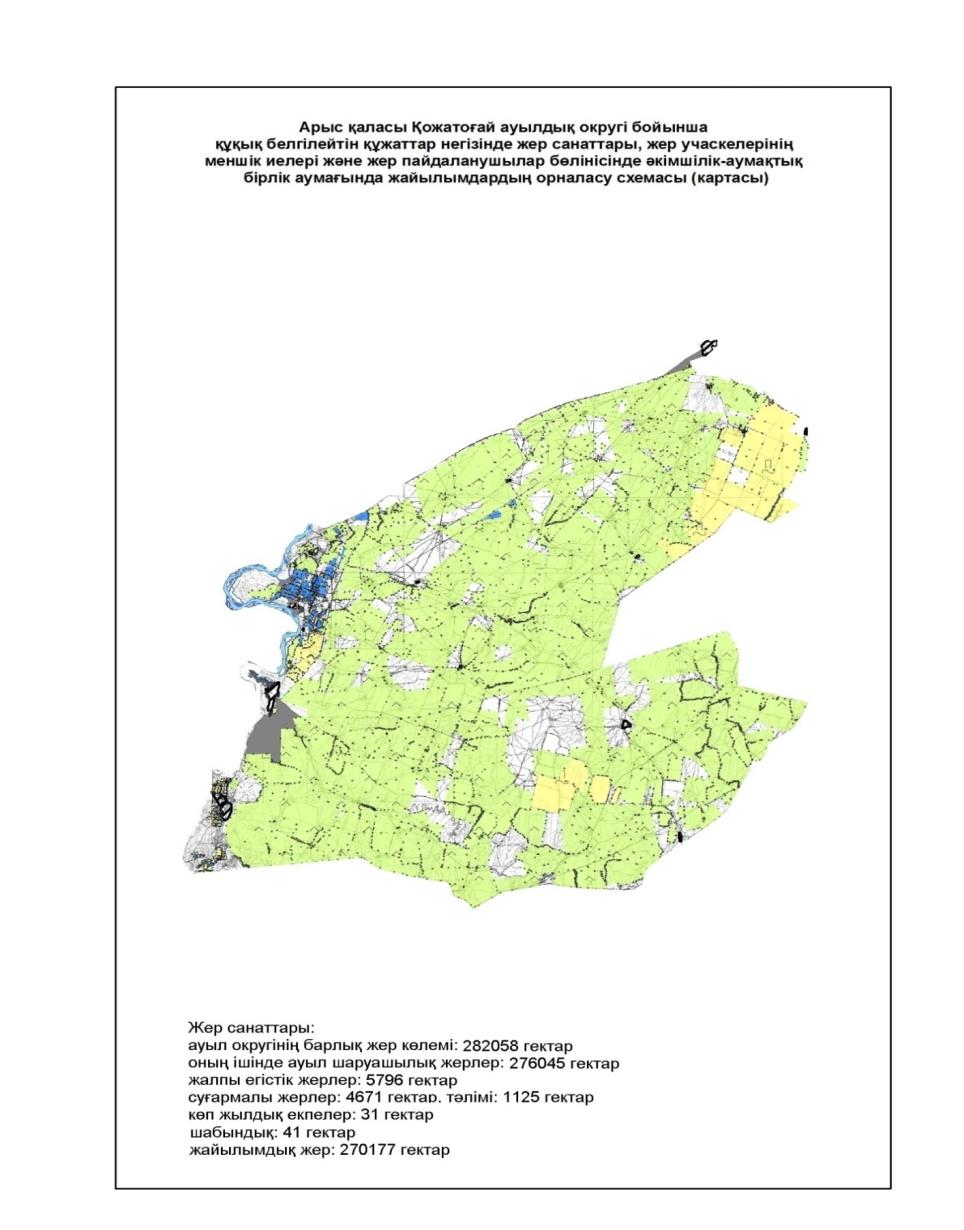 Арыс қаласы Қожатоғай ауылдық округі бойынша
құқық белгілейтін құжаттар негізінде жер санаттары, жер учаскелерінің
меншік иелері және жер пайдаланушылар бөлінісінде әкімшілік-аумақтық
бірлік аумағында жайылымдардың орналасу схемасы (картасы)
Жер санаттары:
ауыл округінің барлық жер көлемі: 282058 гектар
оның ішінде ауыл шаруашылық жерлер: 276045 гектар
жалпы егістік жерлер: 5796 гектар
суғармалы жерлер: 4671 гектар. тәлімі: 1125 гектар
көп жылдық екпелер: 31 гектар
шабындық: 41 гектар
жайылымдық жер: 270177 гектар